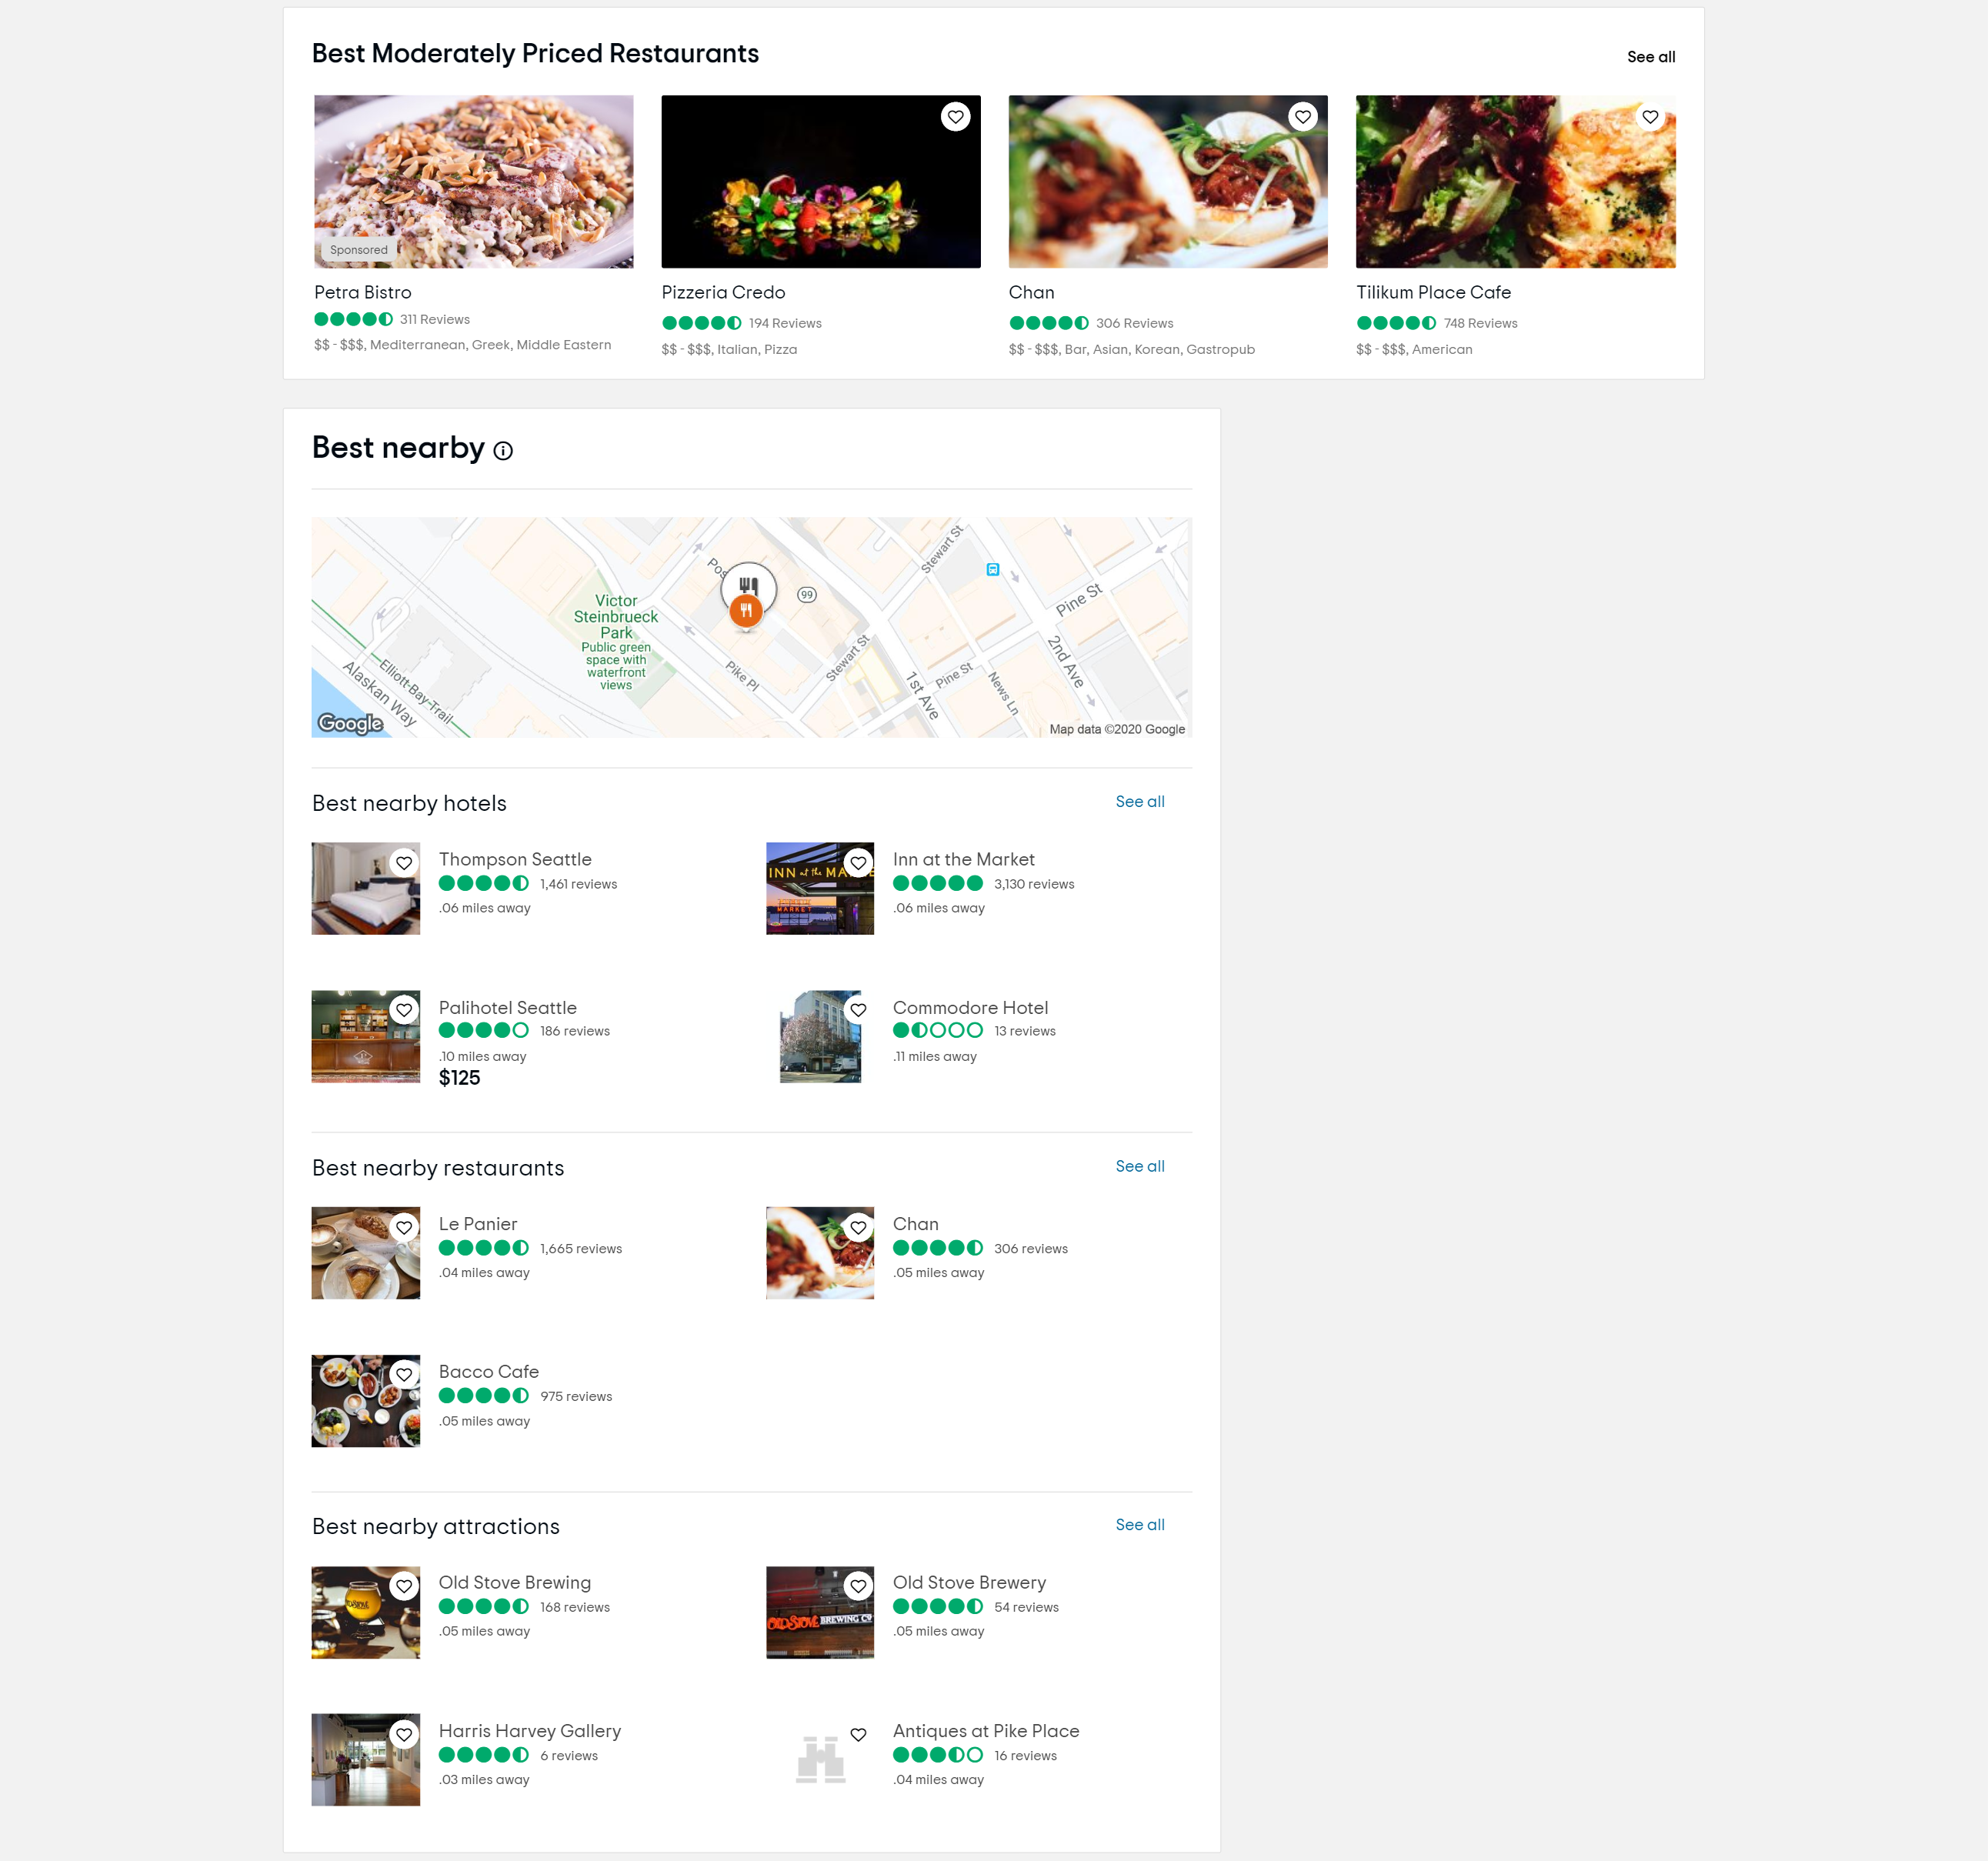 Best Moderately Priced Restaurants
See all
Sponsored
Petra Bistro
311 Reviews
$$ - $$$, Mediterranean, Greek, Middle Eastern
Pizzeria Credo
194 Reviews
$$ - $$$, Italian, Pizza
Chan
306 Reviews
$$ - $$$, Bar, Asian, Korean, Gastropub
Tilikum Place Cafe
748 Reviews
$$ - $$$, American
Best nearby
Stewart St
99
Victor
Steinbrueck
Park
Public green
space with
waterfront
views
Pine St
Stewart St
2nd Ave
Pike Pl
Pine St
1st Ave
News Ln
Elliott Bay Trail
Alaskan Way
Google
Map data ©2020 Google
Best nearby hotels
See all
Thompson Seattle
1,461 reviews
.06 miles away
INN at the MA
MARKET
Inn at the Market
3,130 reviews
.06 miles away
Palihotel Seattle
186 reviews
.10 miles away
$125
Commodore Hotel
13 reviews
.11 miles away
Best nearby restaurants
See all
Le Panier
1,665 reviews
.04 miles away
Chan
306 reviews
.05 miles away
Bacco Cafe
975 reviews
.05 miles away
Best nearby attractions
See all
Old Stove Brewing
168 reviews
.05 miles away
OLD STOVE BREWING CO
Old Stove Brewery
54 reviews
.05 miles away
Harris Harvey Gallery
6 reviews
.03 miles away
Antiques at Pike Place
16 reviews
.04 miles away